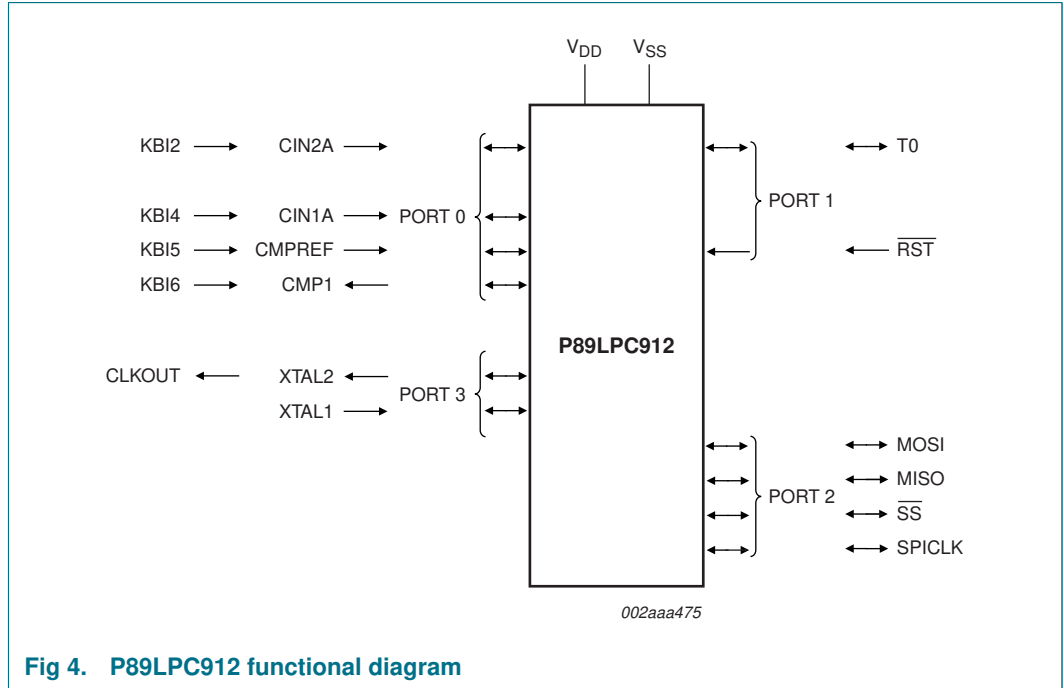 VDD VSS
KBI2 CIN2A T0
KBI4 CIN1A PORT 0 PORT 1
KBI5 CMPREF RST
KBI6 CMP1
P89LPC912
CLKOUT XTAL2 PORT 3
XTAL1
MOSI
MISO
PORT 2
SS
SPICLK
002aaa475
Fig 4. P89LPC912 functional diagram